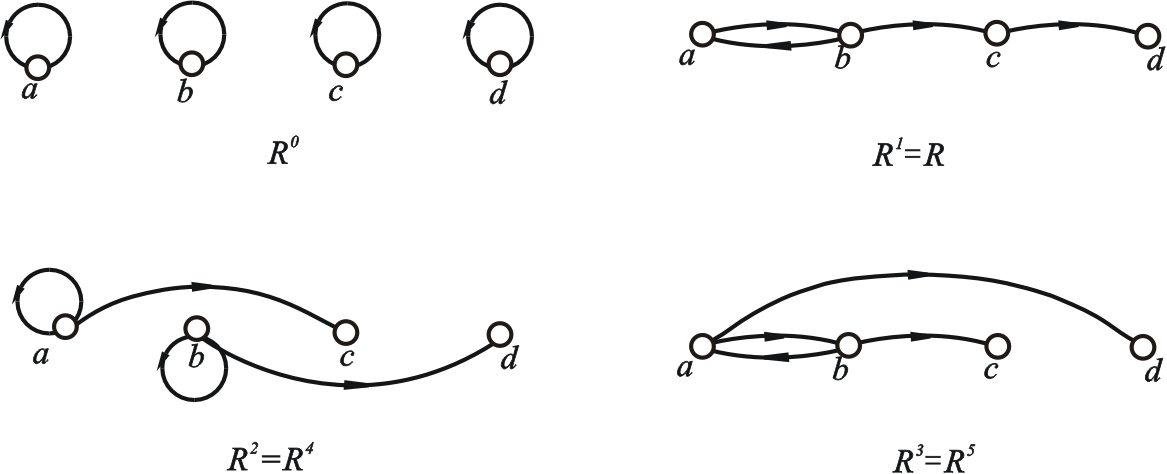 a b c d
R⁰
a b c d
R¹=R
a b c d
R²=R⁴
a b c d
R³=R⁵